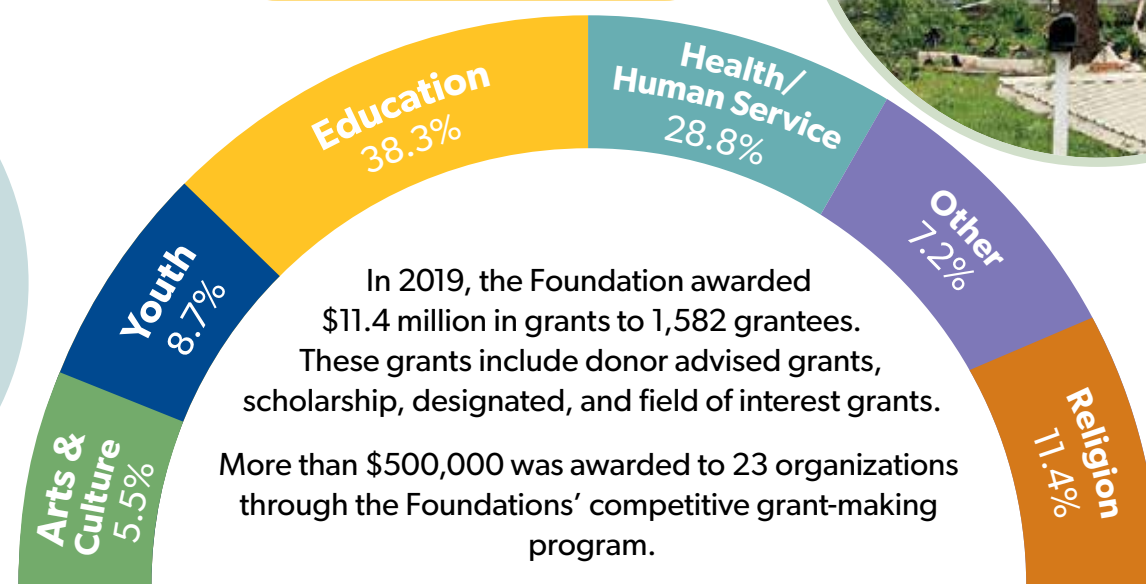 Education
38.3%
Health/
Human Service
28.8%
Youth
8.7%
Other
7.2%
Arts &
Culture
5.5%
Religion
11.4%
In 2019, the Foundation awarded
$11.4 million in grants to 1,582 grantees.
These grants include donor advised grants,
scholarship, designated, and field of interest grants.
More than $500,000 was awarded to 23 organizations
through the Foundations’ competitive grant-making
program.